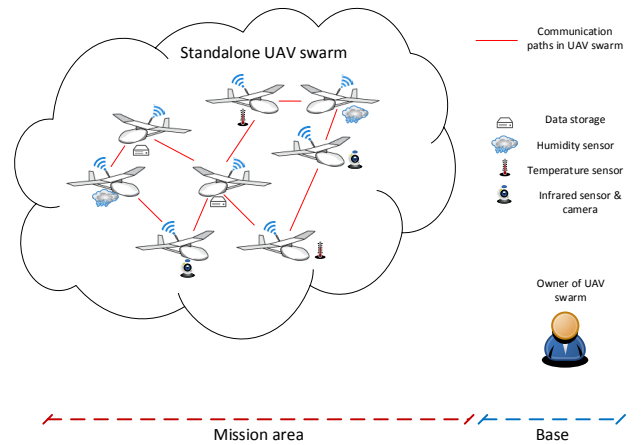 Standalone UAV swarm
Communication
paths in UAV swarm
Data storage
Humidity sensor
Temperature sensor
Infrared sensor &
camera
Owner of UAV
swarm
Mission area
Base